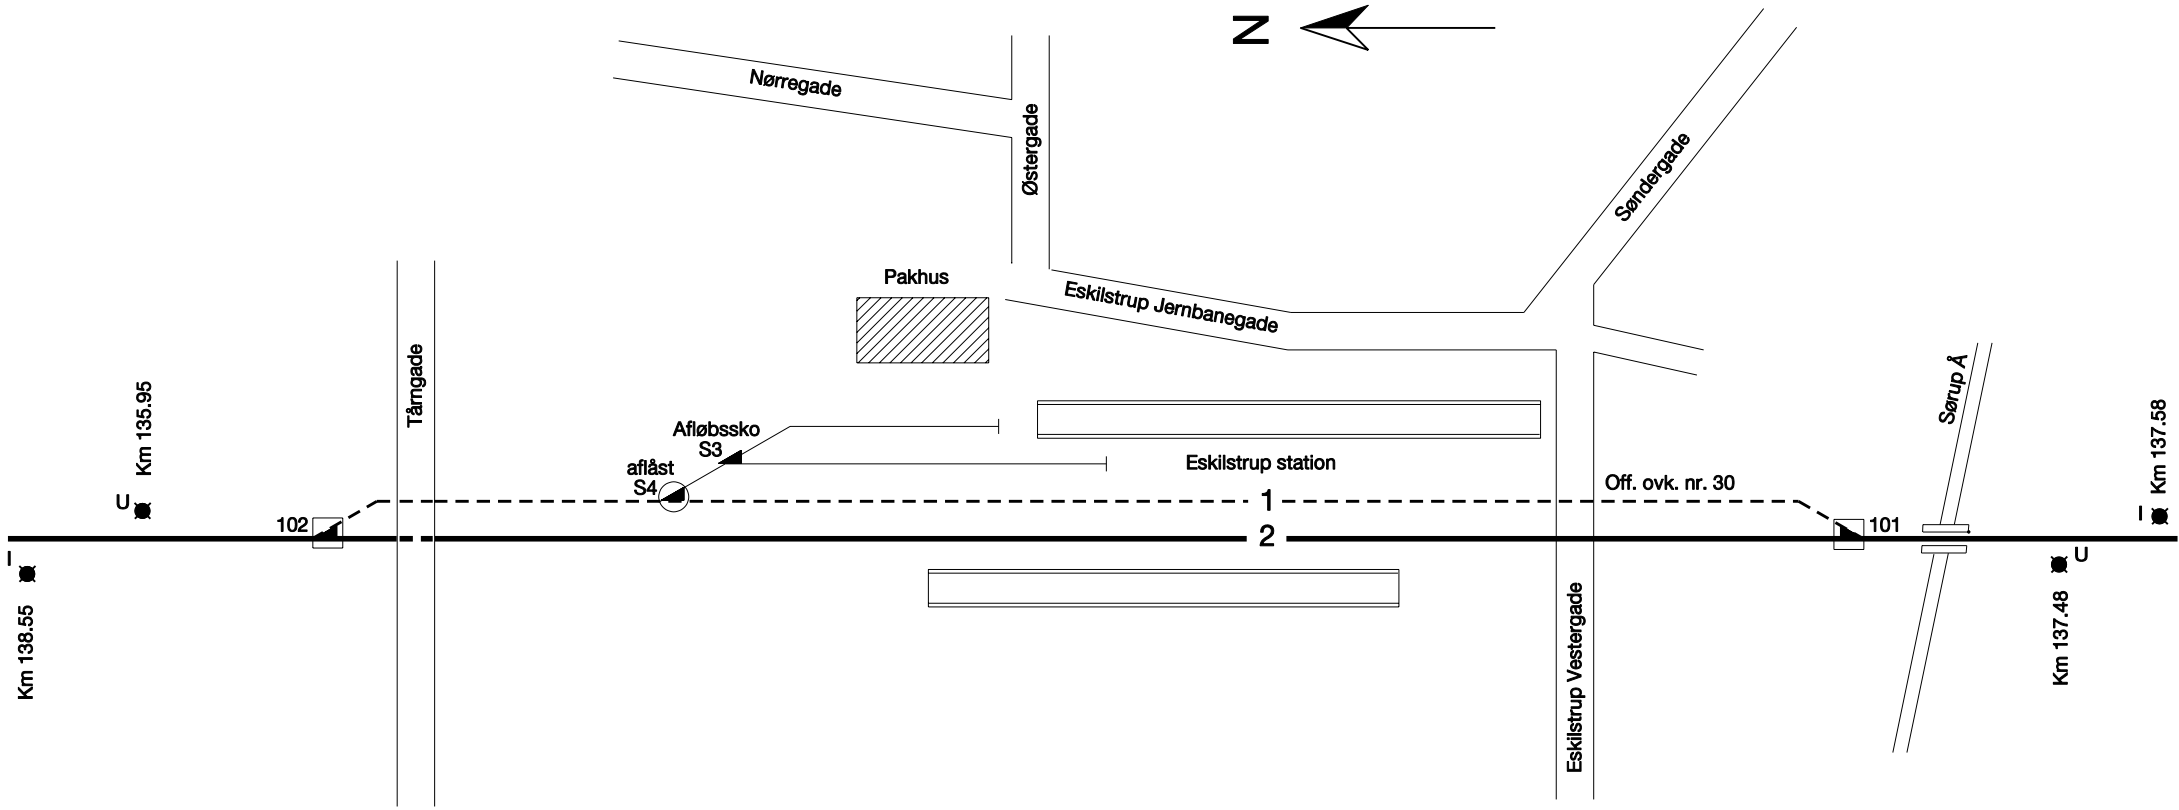 N
Nørregade
Østergade
Søndergade
Pakhus
Eskilstrup Jernbanegade
Tårngade
Km 135.95
Sørup Å
Km 137.58
Afløbssko
S3
aflåst
S4
Eskilstrup station
Off. ovk. nr. 30
U
1
I
102
101
2
I
U
Km 138.55
Eskilstrup Vestergade
Km 137.48